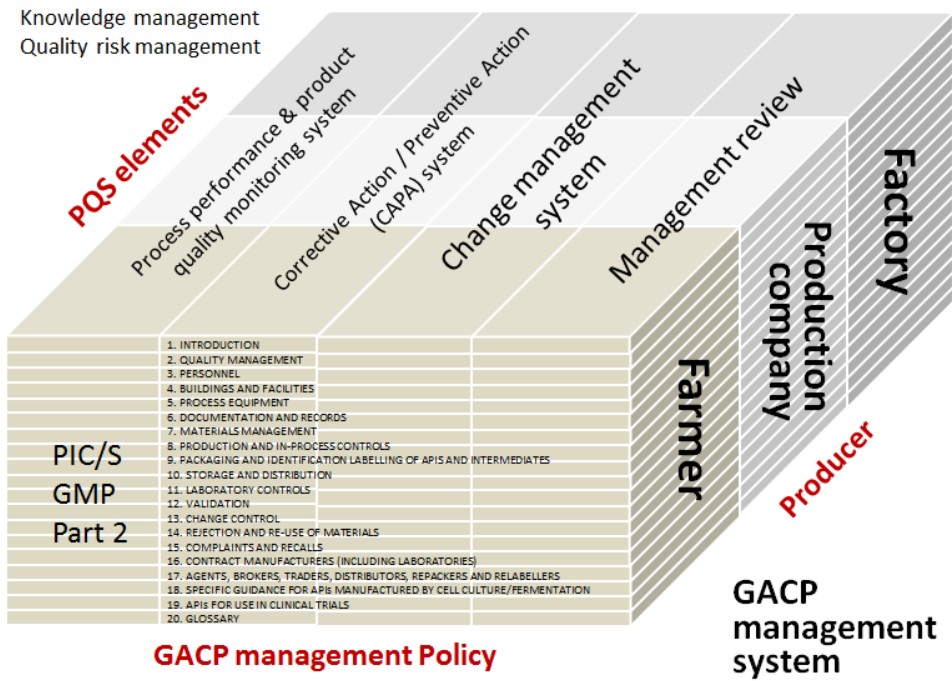 Knowledge management
Quality risk management
PQS elements
Process performance & product
quality monitoring system
Corrective Action / Preventive Action
(CAPA) system
Change management
system
Management review
Factory
Production
company
Farmer
Producer
PIC/S
GMP
Part 2
1. INTRODUCTION
2. QUALITY MANAGEMENT
3. PERSONNEL
4. BUILDINGS AND FACILITIES
5. PROCESS EQUIPMENT
6. DOCUMENTATION AND RECORDS
7. MATERIALS MANAGEMENT
8. PRODUCTION AND IN-PROCESS CONTROLS
9. PACKAGING AND IDENTIFICATION LABELLING OF APIS AND INTERMEDIATES
10. STORAGE AND DISTRIBUTION
11. LABORATORY CONTROLS
12. VALIDATION
13. CHANGE CONTROL
14. REJECTION AND RE-USE OF MATERIALS
15. COMPLAINTS AND RECALLS
16. CONTRACT MANUFACTURERS (INCLUDING LABORATORIES)
17. AGENTS, BROKERS, TRADERS, DISTRIBUTORS, REPACKERS AND RELABELLERS
18. SPECIFIC GUIDANCE FOR APIs MANUFACTURED BY CELL CULTURE/FERMENTATION
19. APIs FOR USE IN CLINICAL TRIALS
20. GLOSSARY
GACP management Policy
GACP
management
system